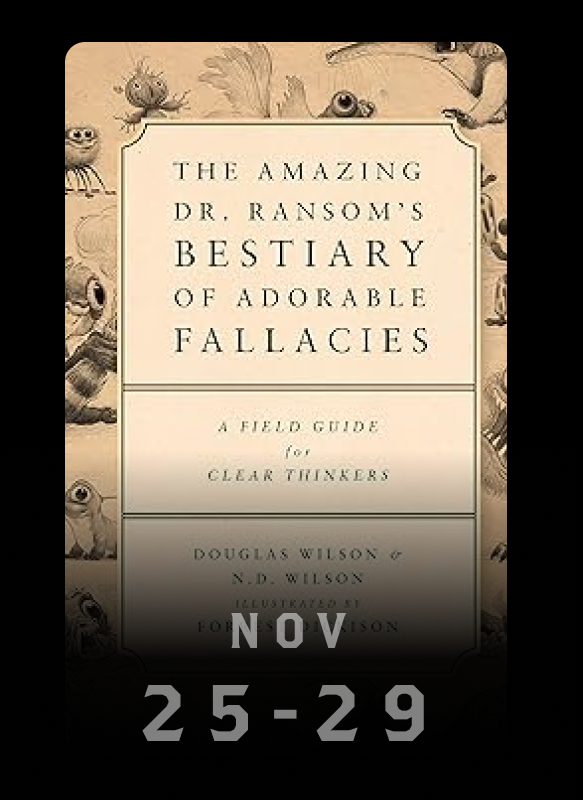 THE AMAZING
DR. RANSOM'S
BESTIARY
OF ADORABLE
FALLACIES
A FIELD GUIDE
for
CLEAR THINKERS
DOUGLAS WILSON &
N.D. WILSON
ILLUSTRATED BY
NOV
25-29